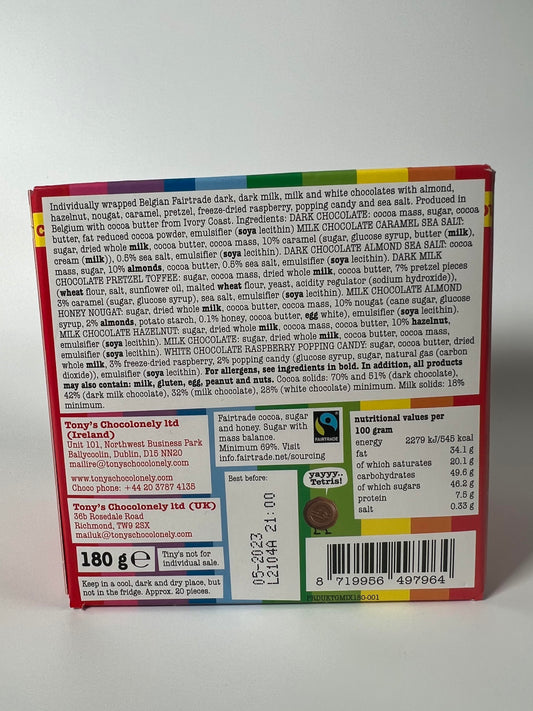 Individually wrapped Belgian Fairtrade dark, dark milk, milk and white chocolates with almond,
hazelnut, nougat, caramel, pretzel, freeze-dried raspberry, popping candy and sea salt. Produced in
Belgium with cocoa butter from Ivory Coast. Ingredients: DARK CHOCOLATE: cocoa mass, sugar, cocoa
butter, fat reduced cocoa powder, emulsifier (soya lecithin) MILK CHOCOLATE CARAMEL SEA SALT:
sugar, dried whole milk, cocoa butter, cocoa mass, 10% caramel (sugar, glucose syrup, butter (milk),
cream (milk)), 0.5% sea salt, emulsifier (soya lecithin). DARK CHOCOLATE ALMOND SEA SALT: cocoa
mass, sugar, 10% almonds, cocoa butter, 0.5% sea salt, emulsifier (soya lecithin). DARK MILK
CHOCOLATE PRETZEL TOFFEE: sugar, cocoa mass, dried whole milk, cocoa butter, 7% pretzel pieces
(wheat flour, salt, sunflower oil, malted wheat flour, yeast, acidity regulator (sodium hydroxide)),
3% caramel (sugar, glucose syrup), sea salt, emulsifier (soya lecithin). MILK CHOCOLATE ALMOND
HONEY NOUGAT: sugar, dried whole milk, cocoa butter, cocoa mass, 10% nougat (cane sugar, glucose
syrup, 2% almonds, potato starch, 0.1% honey, cocoa butter, egg white), emulsifier (soya lecithin).
MILK CHOCOLATE HAZELNUT: sugar, dried whole milk, cocoa mass, cocoa butter, 10% hazelnut,
emulsifier (soya lecithin). MILK CHOCOLATE: sugar, dried whole milk, cocoa butter, cocoa mass,
emulsifier (soya lecithin). WHITE CHOCOLATE RASPBERRY POPPING CANDY: sugar, cocoa butter, dried
whole milk, 3% freeze-dried raspberry, 2% popping candy (glucose syrup, sugar, natural gas (carbon
dioxide)), emulsifier (soya lecithin). For allergens, see ingredients in bold. In addition, all products
may also contain: milk, gluten, egg, peanut and nuts. Cocoa solids: 70% and 51% (dark chocolate),
42% (dark milk chocolate), 32% (milk chocolate), 28% (white chocolate) minimum. Milk solids: 18%
minimum.
Tony's Chocolonely ltd
(Ireland)
Unit 101, Northwest Business Park
Ballycoolin, Dublin, D15 NN20
mailire@tonyschocolonely.com
www.tonyschocolonely.com
Choco phone: +44 20 3757 4135
Tony's Chocolonely ltd (UK)
36b Rosedale Road
Richmond, TW9 2SX
mailuk@tonyschocolonely.com
180 g e
Tiny's not for
individual sale.
Keep in a cool, dark and dry place, but
not in the fridge. Approx. 20 pieces.
Fairtrade cocoa, sugar
and honey. Sugar with
mass balance.
Minimum 69%. Visit
info.fairtrade.net/sourcing
FAIRTRADE
Best before:
05-2023
L2104A 21:00
yayyy..
Tetris!
nutritional values per
100 gram
energy 2279 kJ/545 kcal
fat 34.1 g
of which saturates 20.1 g
carbohydrates 49.6 g
of which sugars 46.2 g
protein 7.5 g
salt 0.33 g
8 719956 497964
PRDUKTGMIX180-001